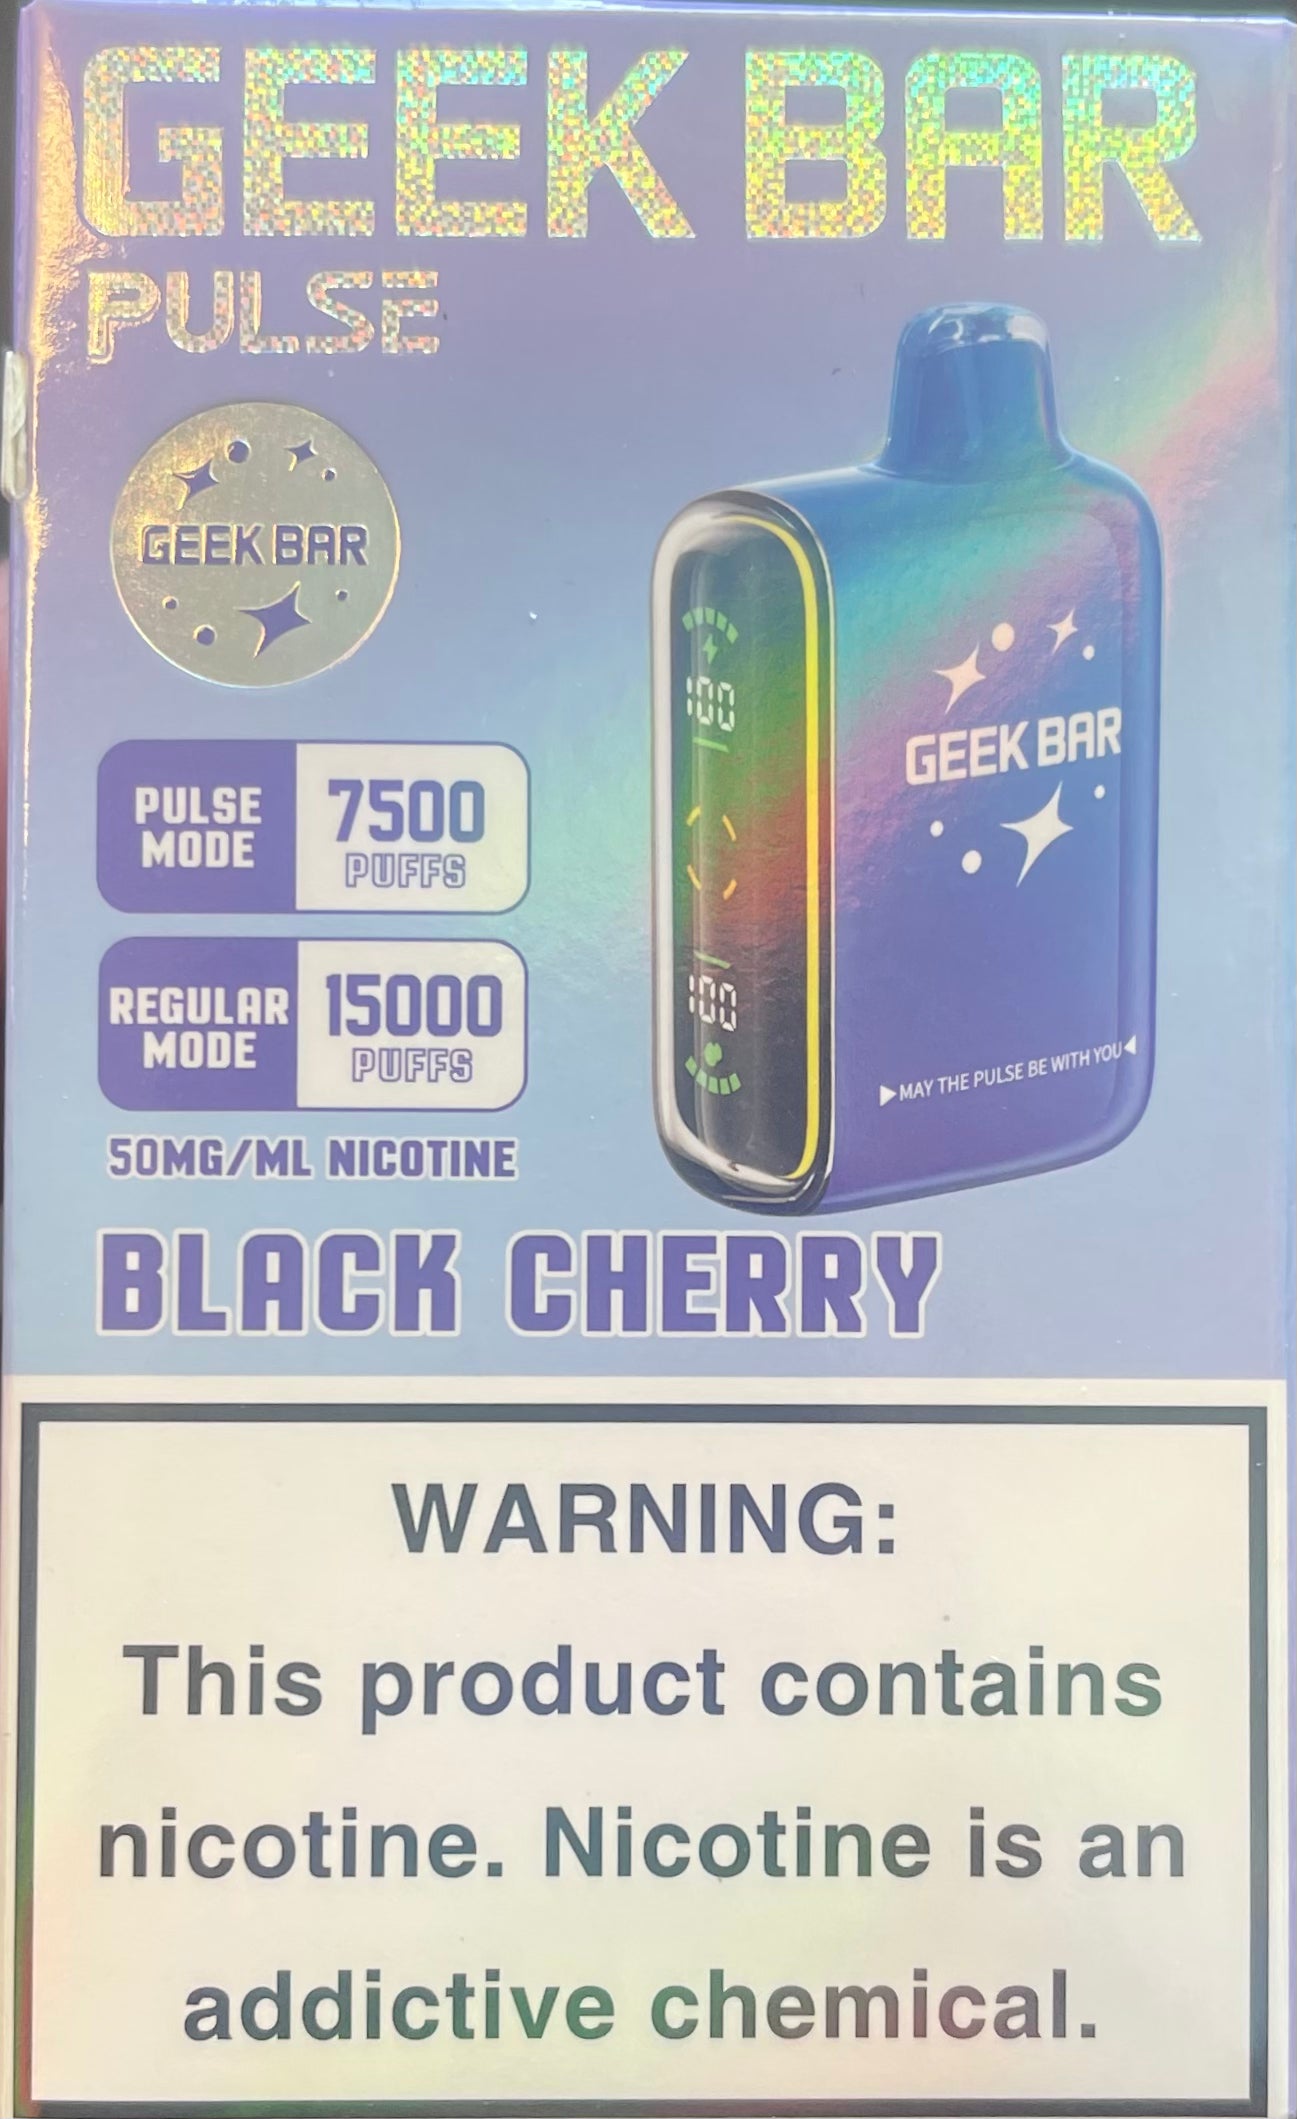 GEEK BAR
PULSE
GEEK BAR
PULSE
MODE
7500
PUFFS
REGULAR
MODE
15000
PUFFS
50MG/ML NICOTINE
100
100
GEEK BAR
MAY THE PULSE BE WITH YOU
BLACK CHERRY
WARNING:
This product contains
nicotine. Nicotine is an
addictive chemical.